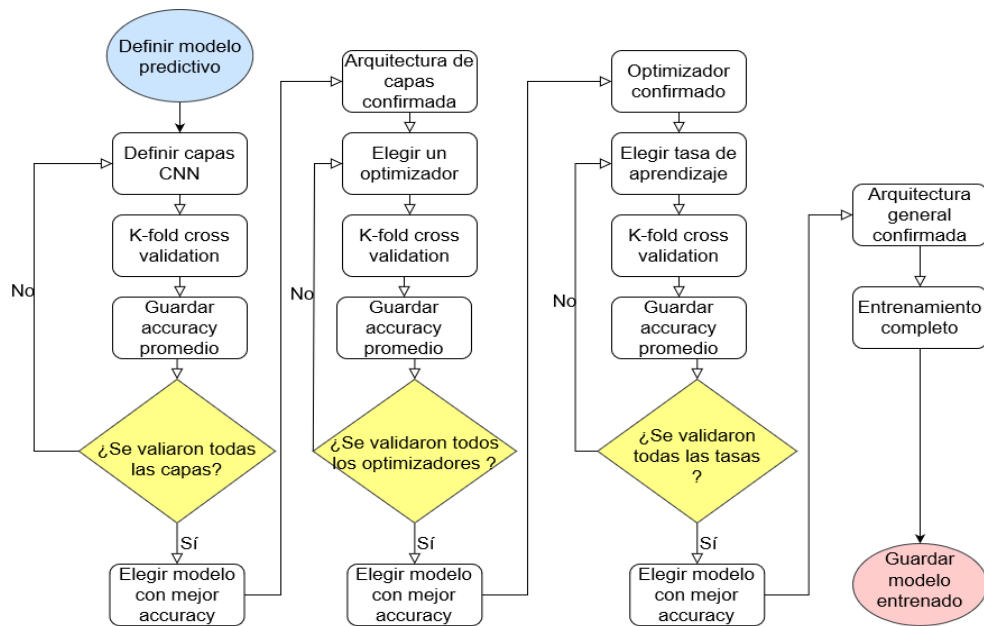 Definir modelo
predictivo
Definir capas
CNN
K-fold cross
validation
Guardar accuracy
promedio
¿Se valiaron todas
las capas?
No
Sí
Elegir modelo
con mejor
accuracy
Arquitectura de
capas
confirmada
Elegir un
optimizador
K-fold cross
validation
Guardar
accuracy
promedio
¿Se validaron todos
los optimizadores ?
No
Sí
Elegir modelo
con mejor
accuracy
Optimizador
confirmado
Elegir tasa de
aprendizaje
K-fold cross
validation
Guardar
accuracy
promedio
¿Se validaron
todas las tasas
?
No
Sí
Elegir modelo
con mejor
accuracy
Arquitectura
general
confirmada
Entrenamiento
completo
Guardar
modelo
entrenado